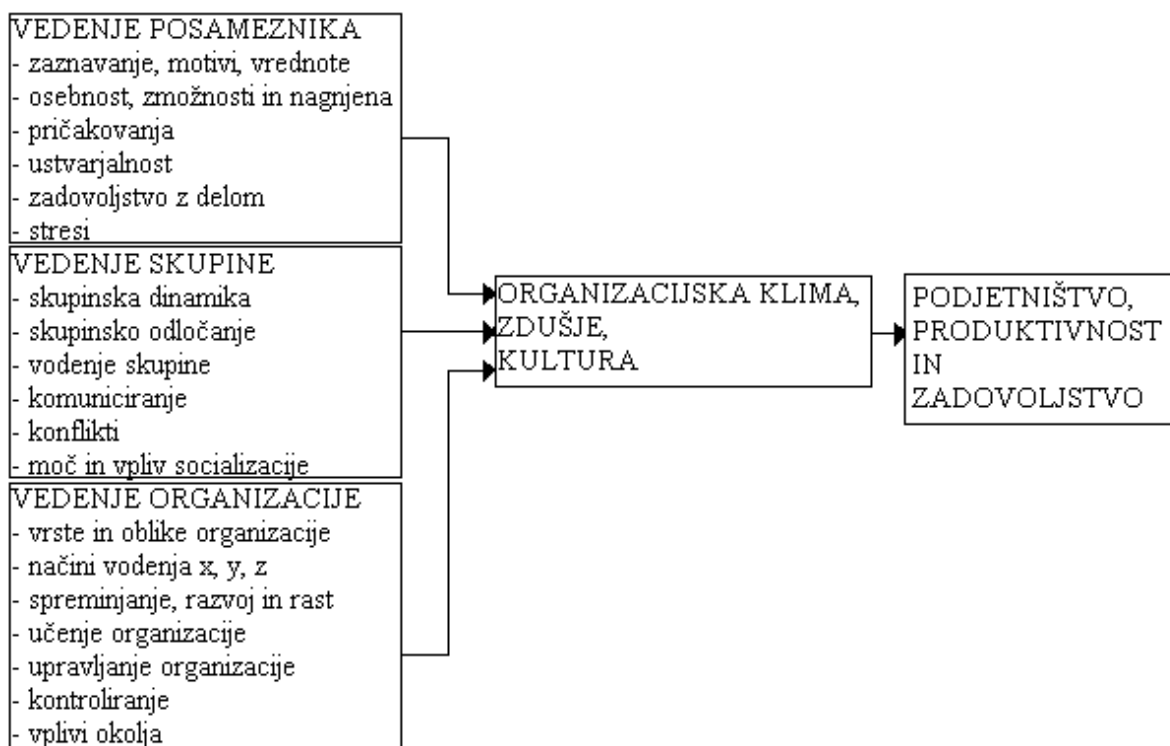 VEDENJE POSAMEZNIKA
- zaznavanje, motivi, vrednote
- osebnost, zmožnosti in nagnjena
- pričakovanja
- ustvarjalnost
- zadovoljstvo z delom
- stresi
VEDENJE SKUPINE
- skupinska dinamika
- skupinsko odločanje
- vodenje skupine
- komuniciranje
- konflikti
- moč in vpliv socializacije
VEDENJE ORGANIZACIJE
- vrste in oblike organizacije
- načini vodenja x, y, z
- spreminjanje, razvoj in rast
- učenje organizacije
- upravljanje organizacije
- kontroliranje
- vplivi okolja
ORGANIZACIJSKA KLIMA,
ZDUŠJE,
KULTURA
PODJETNIŠTVO,
PRODUKTIVNOST
IN
ZADOVOLJSTVO